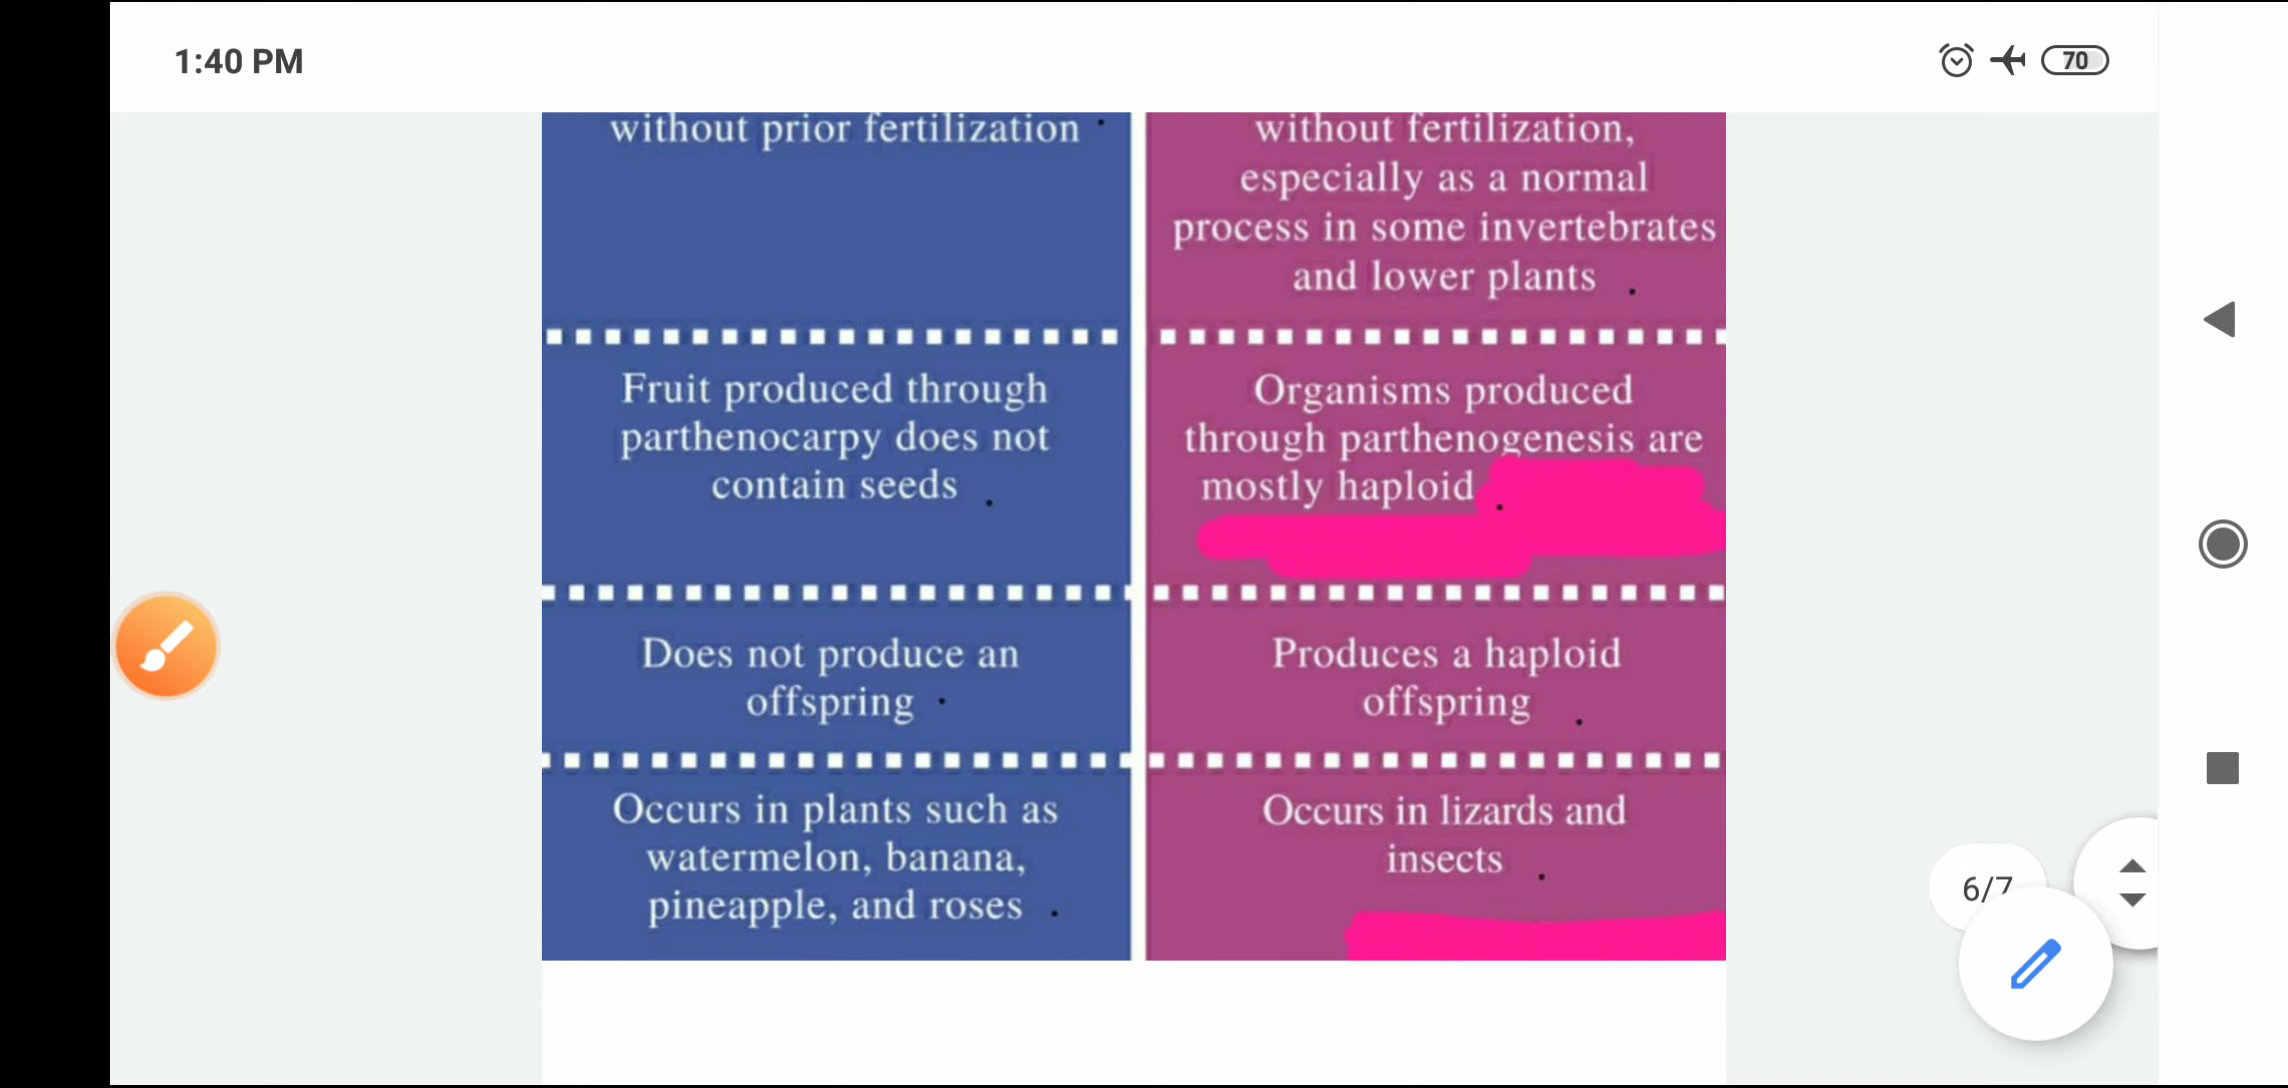 1:40 PM
70
without prior fertilization
without fertilization,
especially as a normal
process in some invertebrates
and lower plants
Fruit produced through
parthenocarpy does not
contain seeds
Organisms produced
through parthenogenesis are
mostly haploid
Does not produce an
offspring
Produces a haploid
offspring
Occurs in plants such as
watermelon, banana,
pineapple, and roses
Occurs in lizards and
insects
6/7